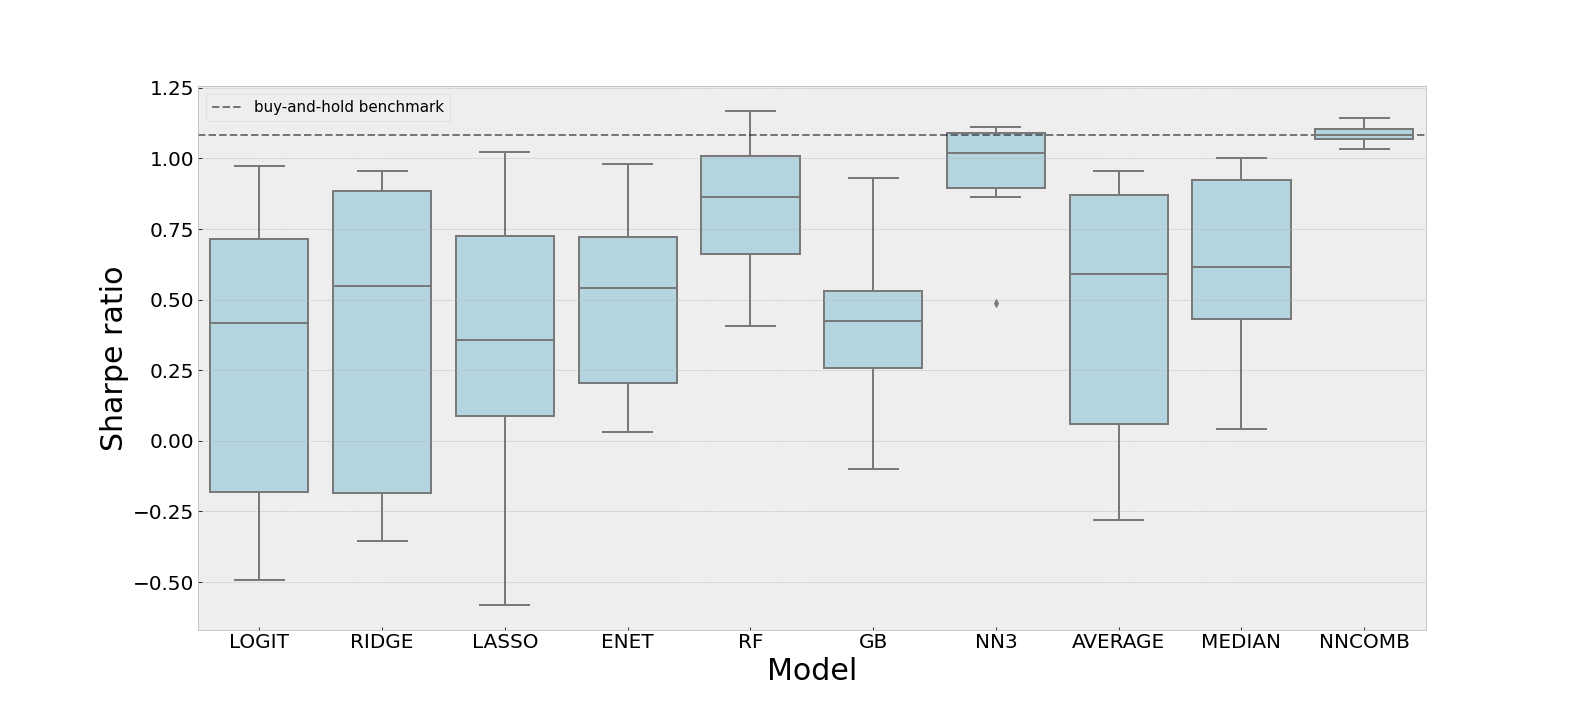 1.25
buy-and-hold benchmark
1.00
0.75
0.50
0.25
0.00
−0.25
−0.50
Sharpe ratio
LOGIT RIDGE LASSO ENET RF GB NN3 AVERAGE MEDIAN NNCOMB
Model